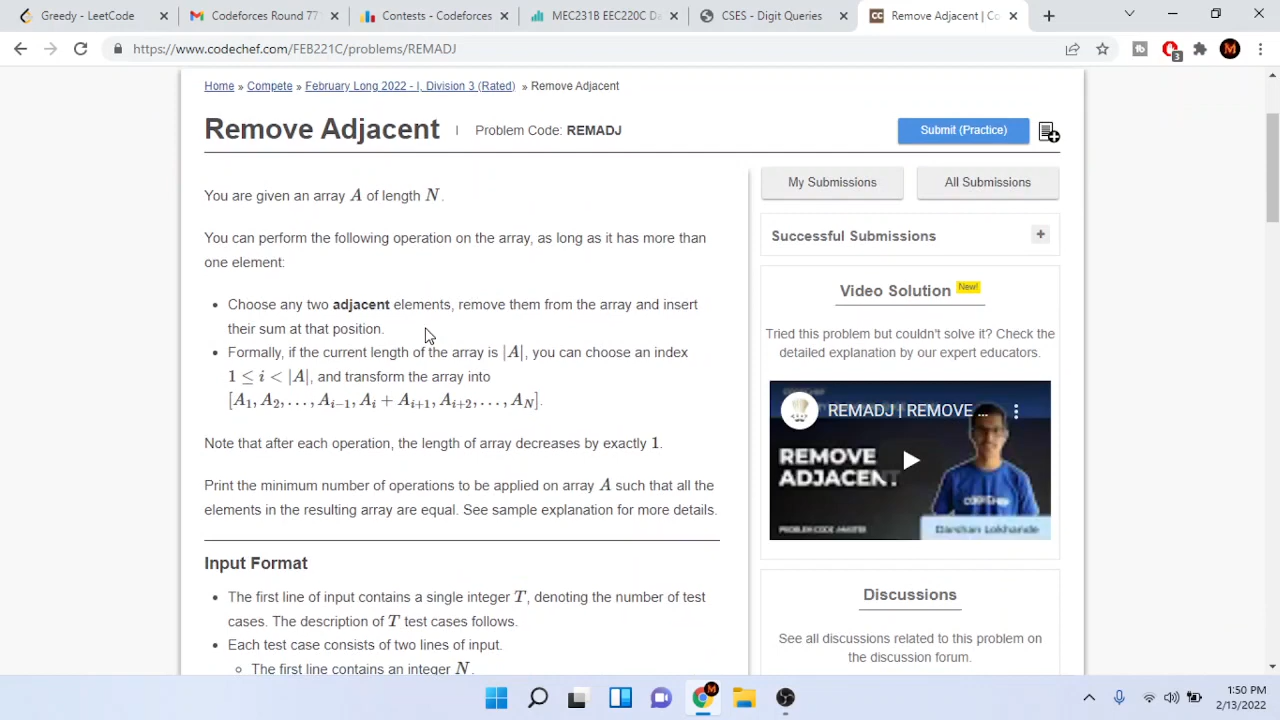 Greedy - LeetCode
Codeforces Round 77
Contests - Codeforces
MEC231B EEC220C De
CSES - Digit Queries
Remove Adjacent | Co
https://www.codechef.com/FEB221C/problems/REMADJ
3
M
Home » Compete » February Long 2022 - I, Division 3 (Rated) » Remove Adjacent
Remove Adjacent | Problem Code: REMADJ
Submit (Practice)
You are given an array A of length N.
You can perform the following operation on the array, as long as it has more than
one element:
• Choose any two adjacent elements, remove them from the array and insert
their sum at that position.
• Formally, if the current length of the array is |A|, you can choose an index
1 ≤ i < |A|, and transform the array into
[A₁, A₂, . . . , Aᵢ₋₁, Aᵢ + Aᵢ₊₁, Aᵢ₊₂, . . . , A_N].
Note that after each operation, the length of array decreases by exactly 1.
Print the minimum number of operations to be applied on array A such that all the
elements in the resulting array are equal. See sample explanation for more details.
Input Format
• The first line of input contains a single integer T, denoting the number of test
cases. The description of T test cases follows.
• Each test case consists of two lines of input.
○ The first line contains an integer N.
My Submissions
All Submissions
Successful Submissions +
Video Solution New!
Tried this problem but couldn't solve it? Check the
detailed explanation by our expert educators.
REMADJ | REMOVE ...
REMOVE
ADJACENT
Darshan Lokhande
Discussions
See all discussions related to this problem on
the discussion forum.
M
1:50 PM
2/13/2022